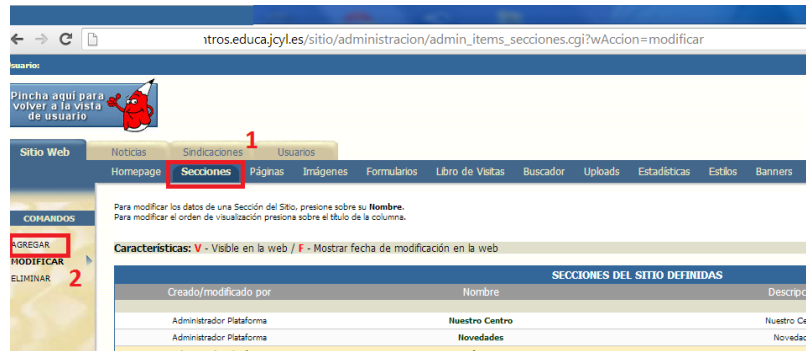 ntros.educa.jcyl.es/sitio/administracion/admin_items_secciones.cgi?wAccion=modificar
suario:
Pincha aquí para
volver a la vista
de usuario
1
Sitio Web Noticias Sindicaciones Usuarios
Homepage Secciones Páginas Imágenes Formularios Libro de Visitas Buscador Uploads Estadísticas Estilos Banners
Para modificar los datos de una Sección del Sitio, presione sobre su Nombre.
Para modificar el orden de visualización presiona sobre el título de la columna.
COMANDOS
AGREGAR
MODIFICAR
ELIMINAR
2
Características: V - Visible en la web / F - Mostrar fecha de modificación en la web
SECCIONES DEL SITIO DEFINIDAS
Creado/modificado por Nombre Descripc
Administrador Plataforma Nuestro Centro Nuestro Ce
Administrador Plataforma Novedades Novedad